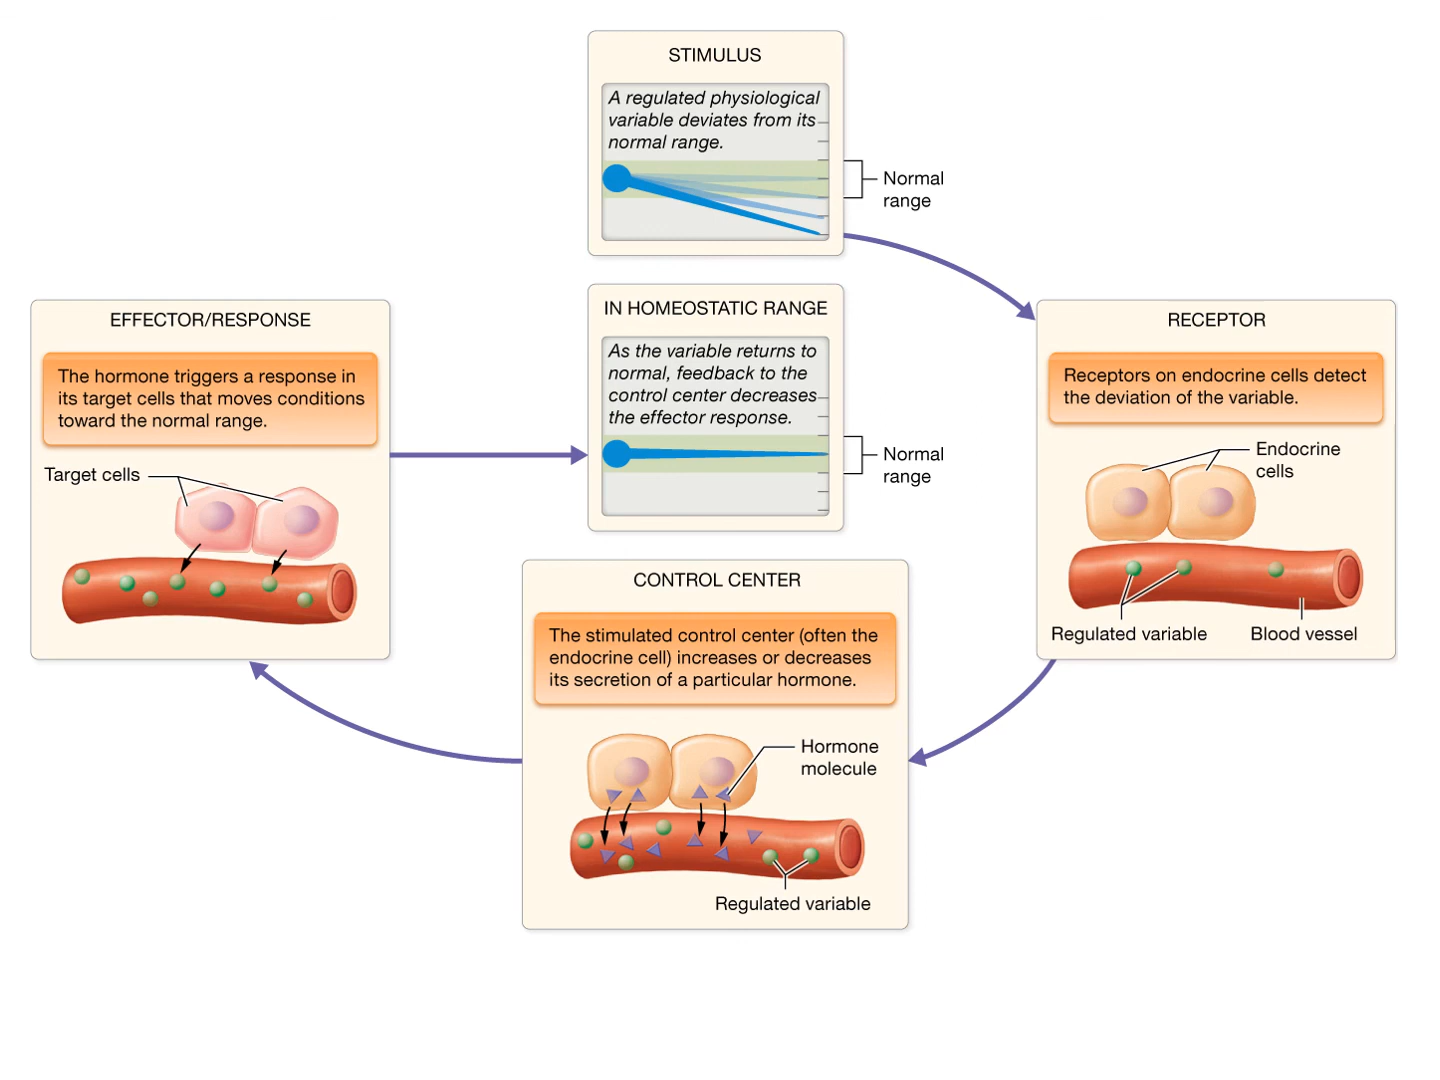 STIMULUS
A regulated physiological
variable deviates from its
normal range.
Normal
range
IN HOMEOSTATIC RANGE
As the variable returns to
normal, feedback to the
control center decreases
the effector response.
Normal
range
EFFECTOR/RESPONSE
The hormone triggers a response in
its target cells that moves conditions
toward the normal range.
Target cells
RECEPTOR
Receptors on endocrine cells detect
the deviation of the variable.
Endocrine
cells
Regulated variable
Blood vessel
CONTROL CENTER
The stimulated control center (often the
endocrine cell) increases or decreases
its secretion of a particular hormone.
Hormone
molecule
Regulated variable